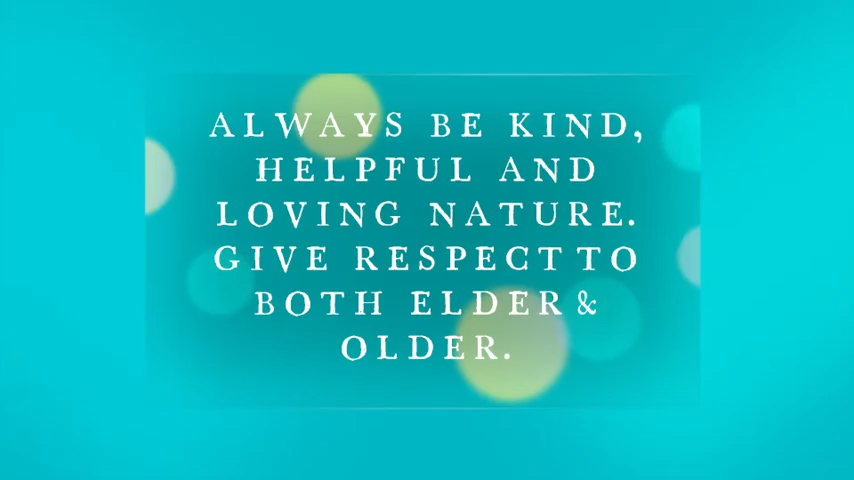 ALWAYS BE KIND,
HELPFUL AND
LOVING NATURE.
GIVE RESPECT TO
BOTH ELDER &
OLDER.